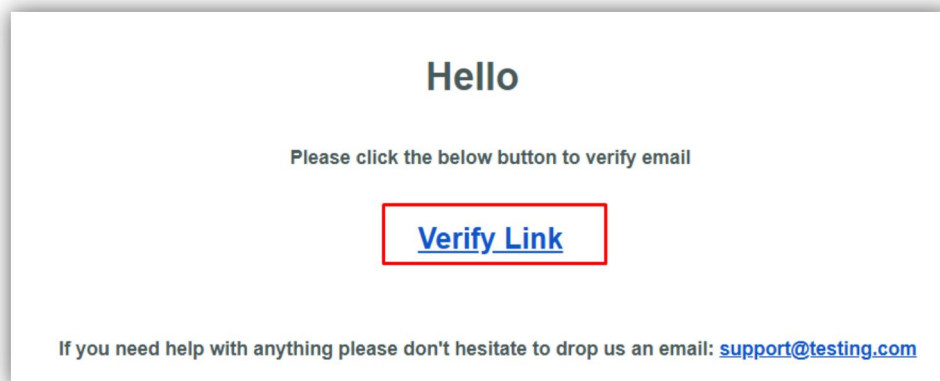 Hello
Please click the below button to verify email
Verify Link
If you need help with anything please don't hesitate to drop us an email: support@testing.com